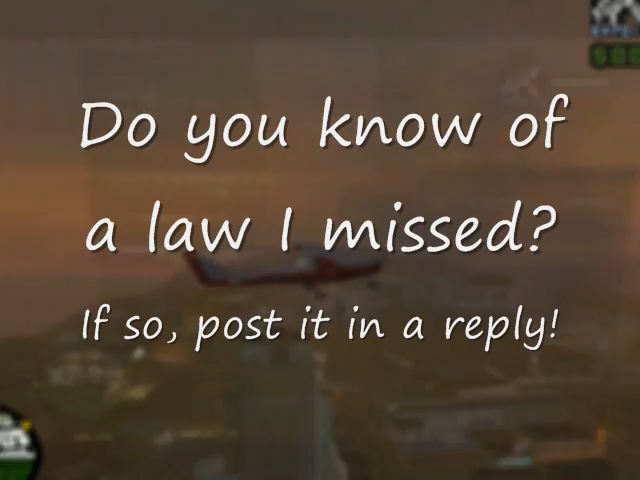 Do you know of
a law I missed?
If so, post it in a reply!